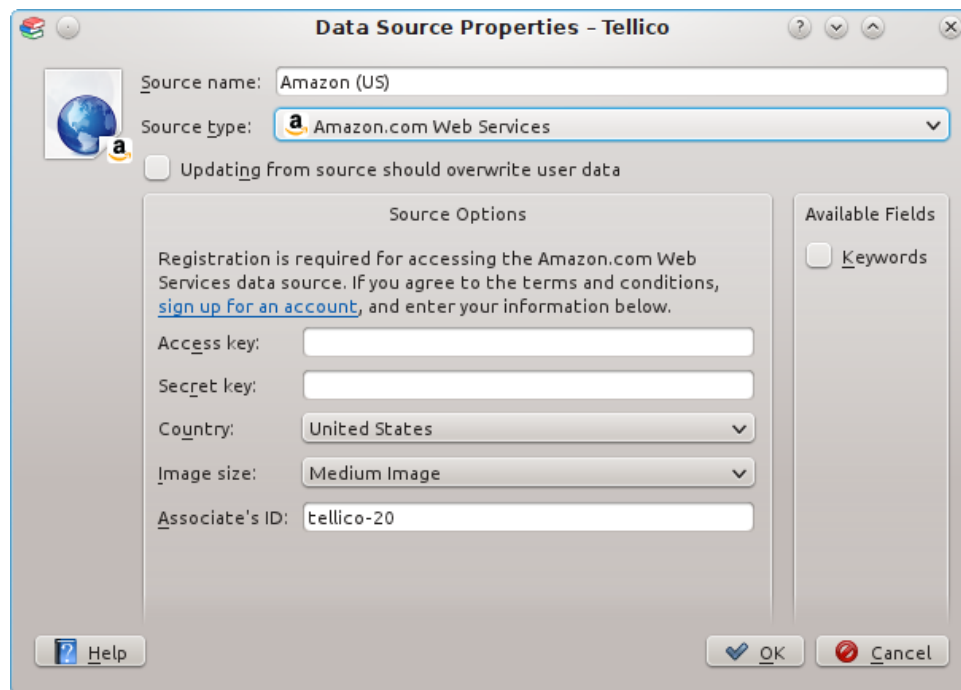 Data Source Properties – Tellico
Source name: Amazon (US)
Source type: Amazon.com Web Services
Updating from source should overwrite user data
Source Options
Registration is required for accessing the Amazon.com Web
Services data source. If you agree to the terms and conditions,
sign up for an account, and enter your information below.
Access key:
Secret key:
Country: United States
Image size: Medium Image
Associate's ID: tellico-20
Available Fields
Keywords
Help
OK
Cancel